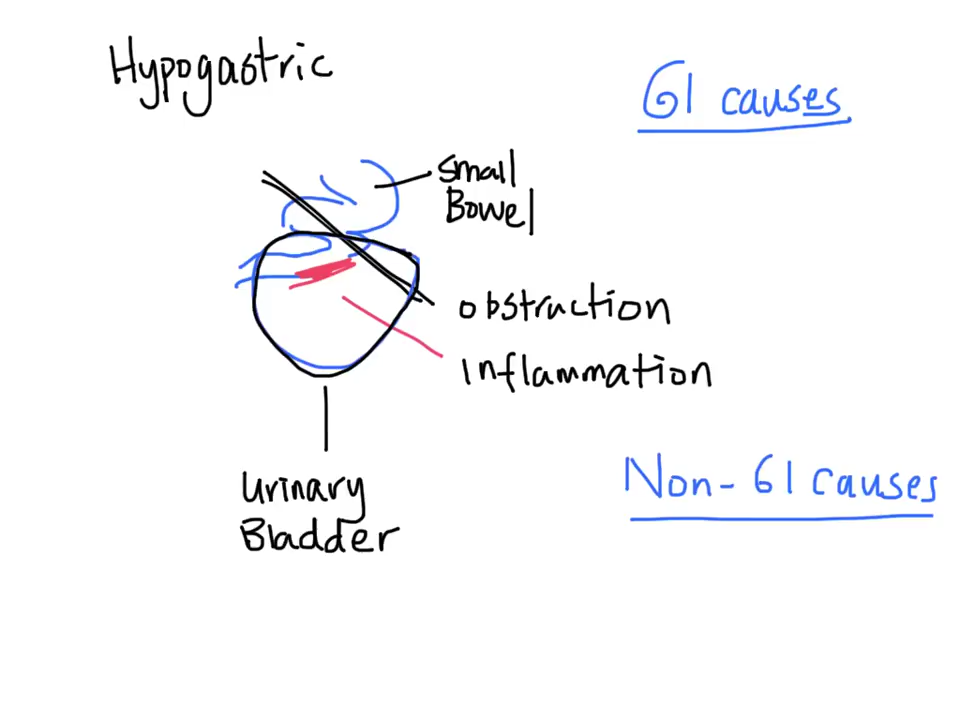 Hypogastric
GI causes
small
Bowel
obstruction
Inflammation
Urinary
Bladder
Non-GI causes